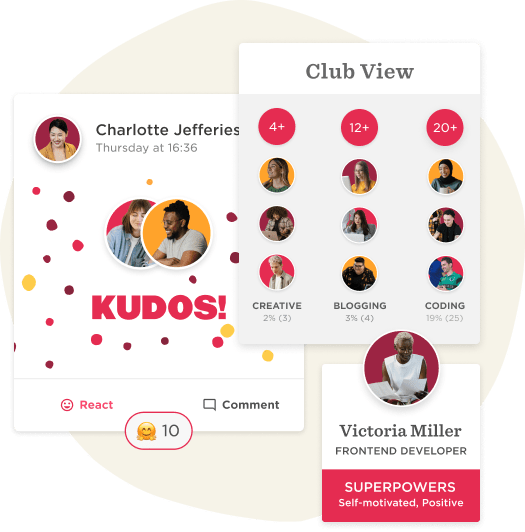 Club View
4+
12+
20+
Charlotte Jefferies
Thursday at 16:36
KUDOS!
CREATIVE
2% (3)
BLOGGING
3% (4)
CODING
19% (25)
React
Comment
10
Victoria Miller
FRONTEND DEVELOPER
SUPERPOWERS
Self-motivated, Positive